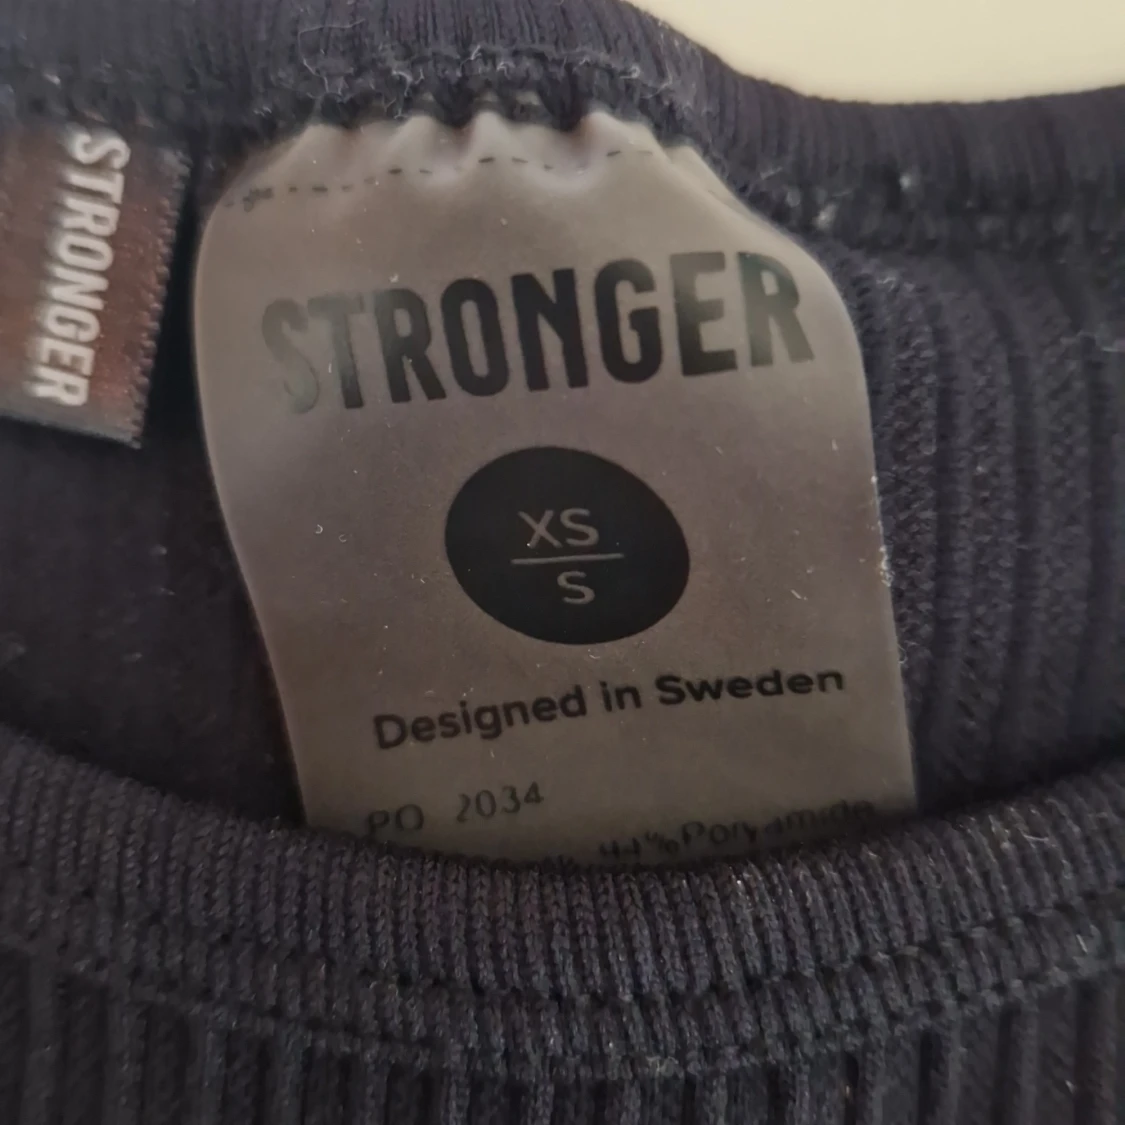 STRONGER
STRONGER
XS
S
Designed in Sweden
PO 2034